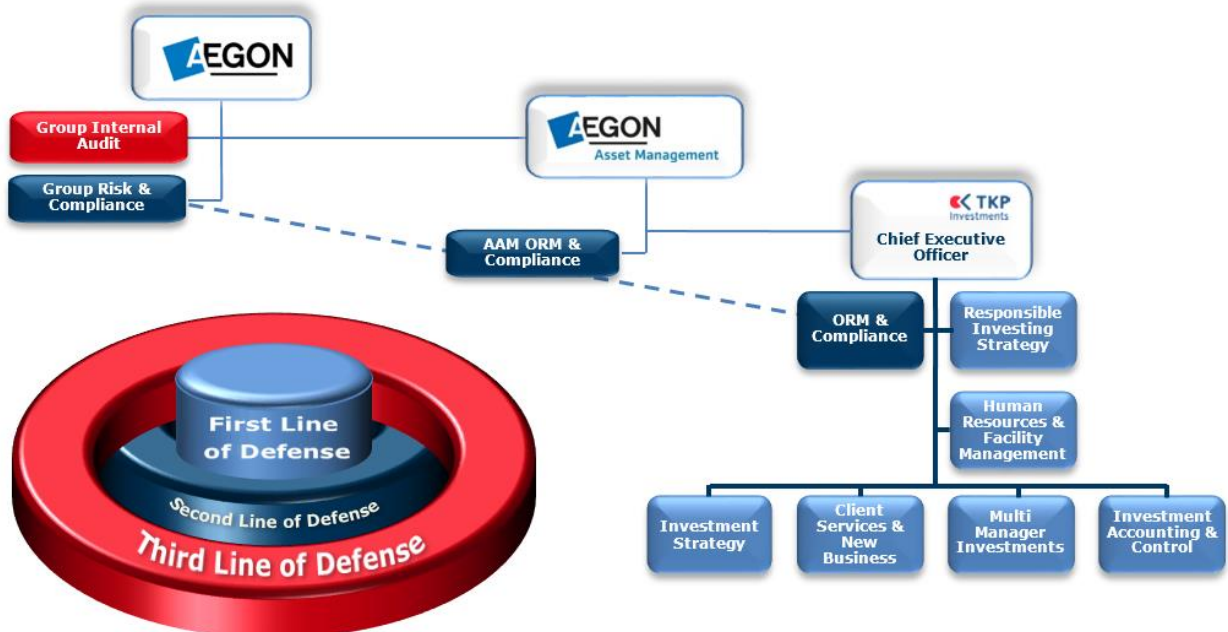 AEGON
Group Internal
Audit
AEGON
Asset Management
Group Risk &
Compliance
TKP
Investments
Chief Executive
Officer
AAM ORM &
Compliance
ORM &
Compliance
Responsible
Investing
Strategy
Human
Resources &
Facility
Management
First Line
of Defense
Second Line of Defense
Third Line of Defense
Investment
Strategy
Client
Services &
New
Business
Multi
Manager
Investments
Investment
Accounting &
Control